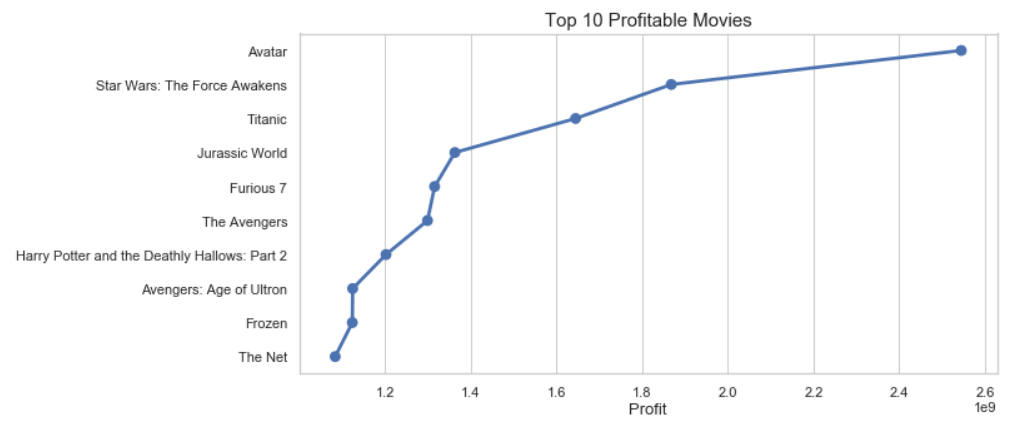 Top 10 Profitable Movies
Avatar
Star Wars: The Force Awakens
Titanic
Jurassic World
Furious 7
The Avengers
Harry Potter and the Deathly Hallows: Part 2
Avengers: Age of Ultron
Frozen
The Net
1.2 1.4 1.6 1.8 2.0 2.2 2.4 2.6
Profit 1e9